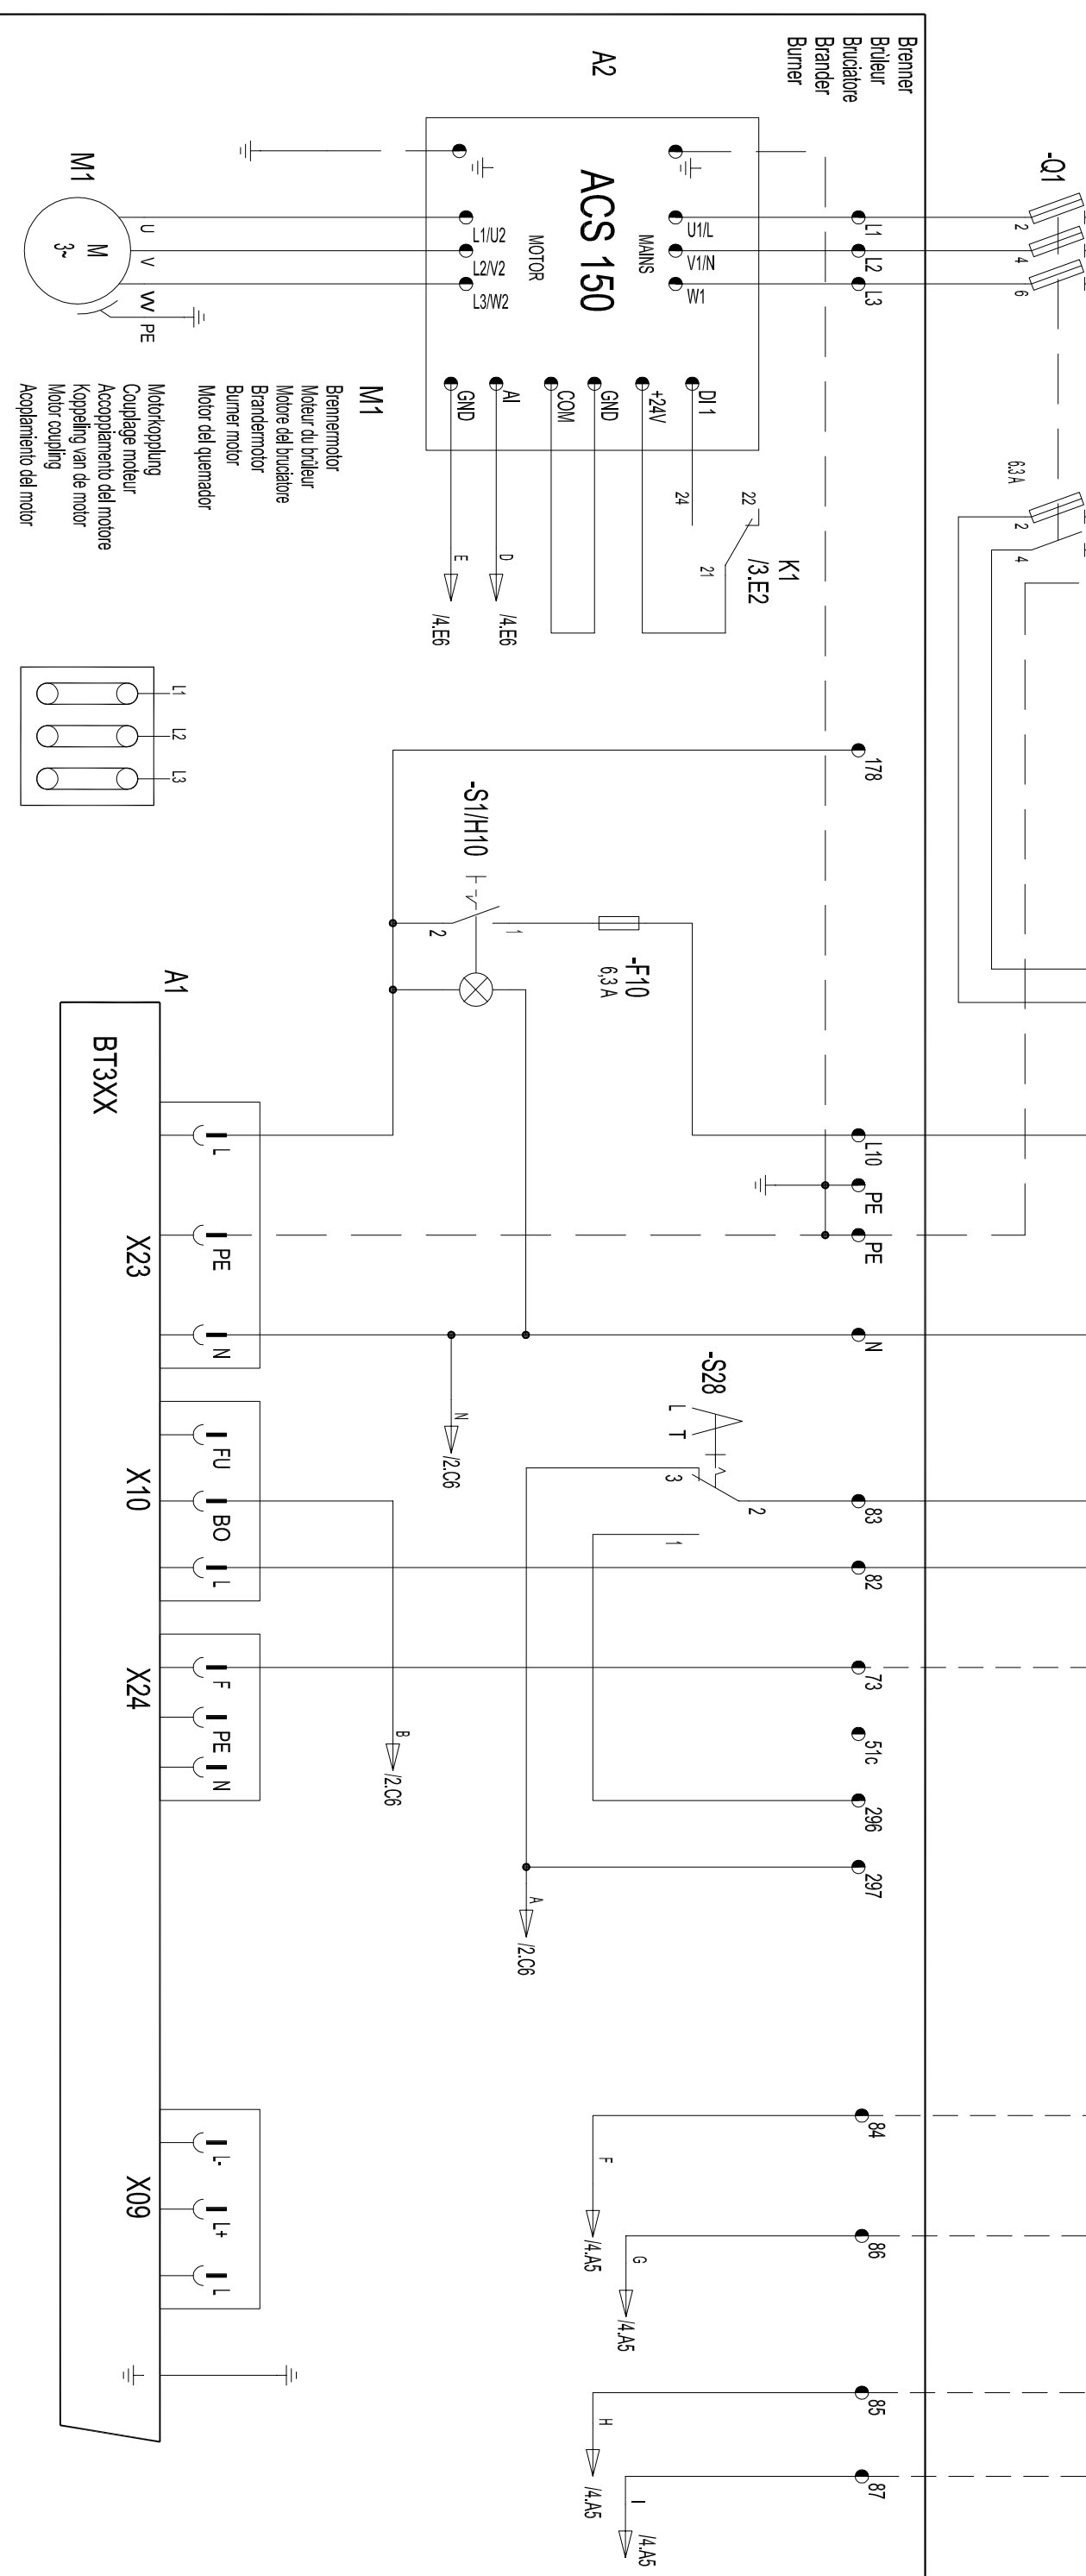 Brenner
Brûleur
Bruciatore
Brander
Burner
-Q1
2
4
6
6.3 A
2
4
L1
L2
L3
178
L10
PE
PE
N
83
82
73
51c
296
297
84
86
85
87
A2
ACS 150
MAINS
U1/L
V1/N
W1
MOTOR
L1/U2
L2/V2
L3/W2
DI 1
+24V
GND
COM
AI
GND
22
24
21
K1
/3.E2
D
/4.E6
E
/4.E6
M1
Brennermotor
Moteur du brûleur
Motore del bruciatore
Brandermotor
Burner motor
Motor del quemador
M1
M
3~
U
V
W
PE
Motorkopplung
Couplage moteur
Accoppiamento del motore
Koppeling van de motor
Motor coupling
Acoplamiento del motor
L1
L2
L3
-S1/H10
1
2
-F10
6,3 A
-S28
L
T
3
2
1
N
/2.C6
B
/2.C6
A
/2.C6
F
/4.A5
G
/4.A5
H
/4.A5
I
/4.A5
A1
BT3XX
L
PE
N
X23
FU
BO
L
X10
F
PE
N
X24
L-
L+
L
X09